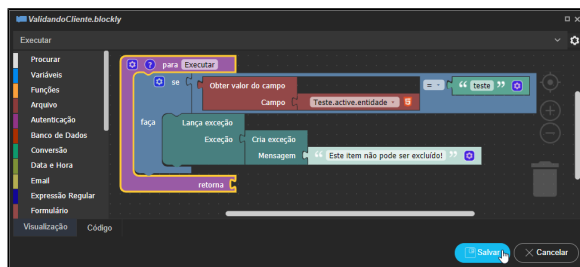 ValidandoCliente.blockly
Executar
Procurar
Variáveis
Funções
Arquivo
Autenticação
Banco de Dados
Conversão
Data e Hora
Email
Expressão Regular
Formulário
para Executar
se Obter valor do campo = “ teste ”
Campo Teste.active.entidade
faça Lança exceção
Exceção Cria exceção
Mensagem “ Este item não pode ser excluído! ”
retorna
Visualização Código
Salvar Cancelar